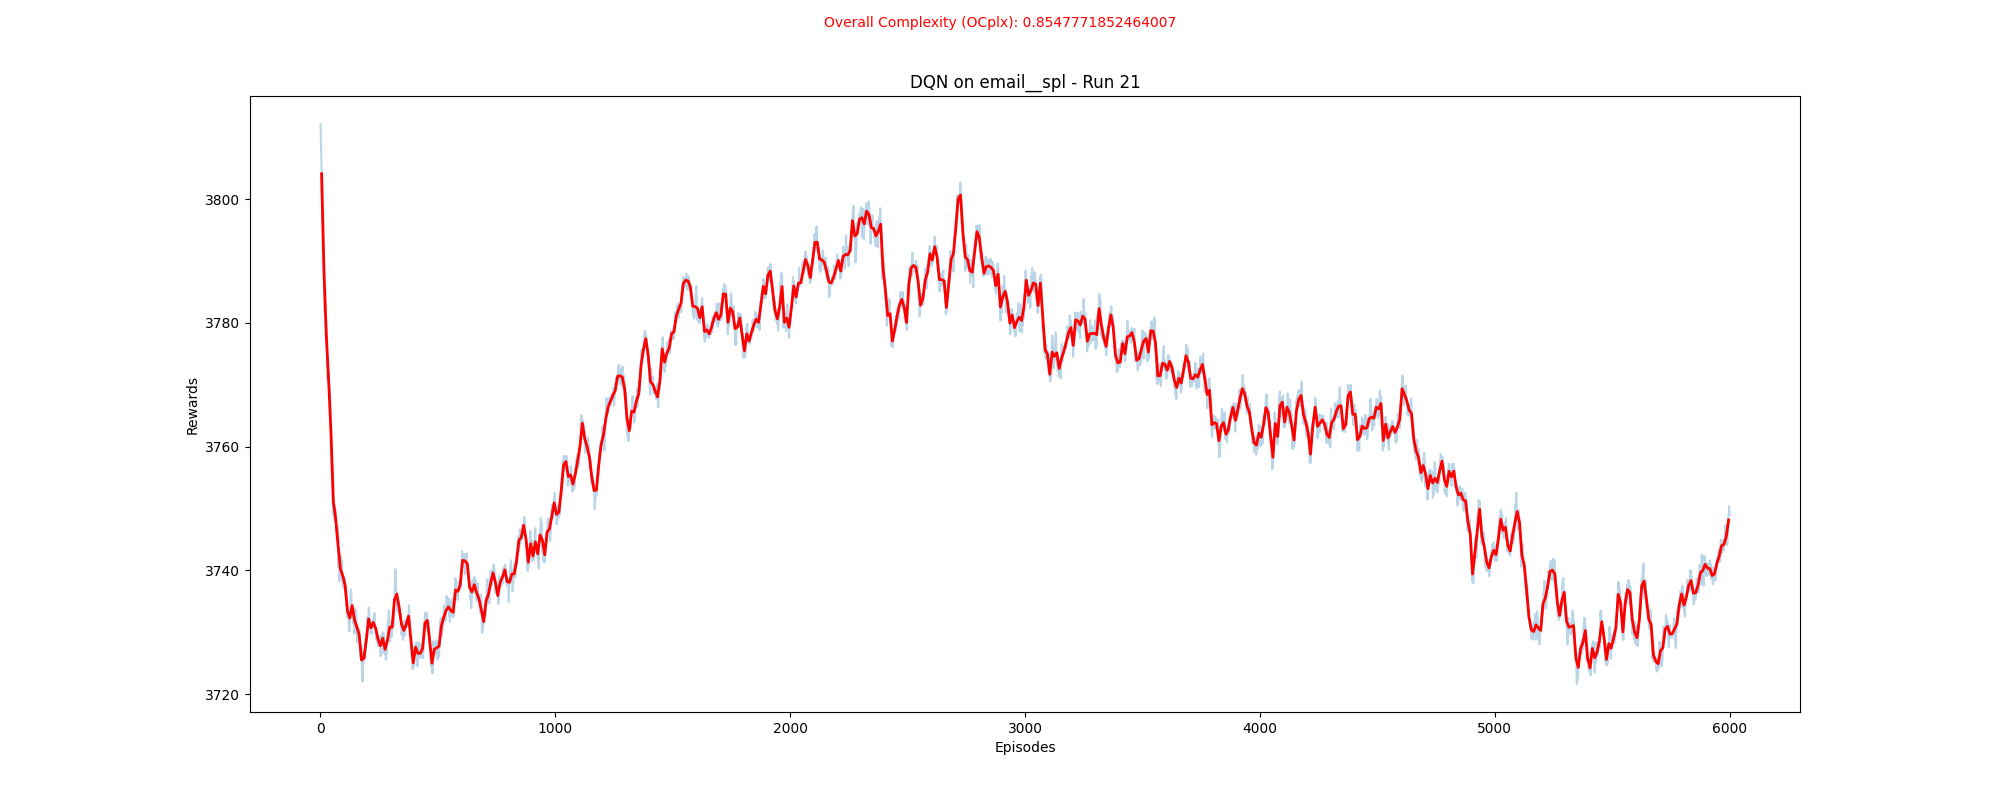 Overall Complexity (OCplx): 0.8547771852464007
DQN on email__spl - Run 21
Rewards
3800
3780
3760
3740
3720
0 1000 2000 3000 4000 5000 6000
Episodes